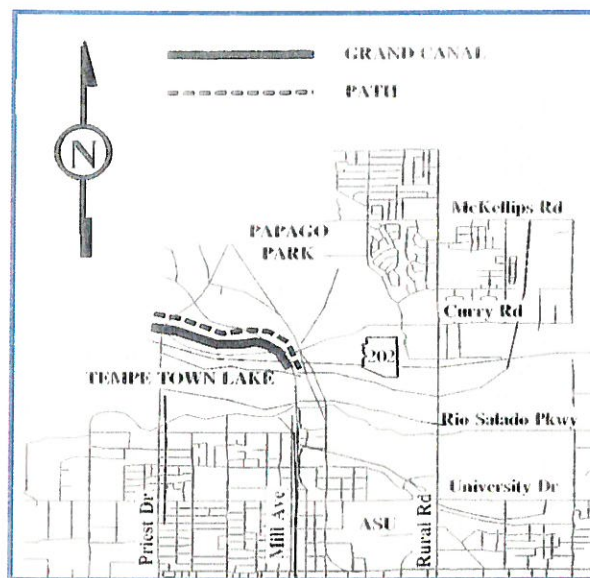 GRAND CANAL
PATH
N
McKellips Rd
PAPAGO
PARK
Curry Rd
202
TEMPE TOWN LAKE
Rio Salado Pkwy
University Dr
Priest Dr
Mill Ave
ASU
Rural Rd